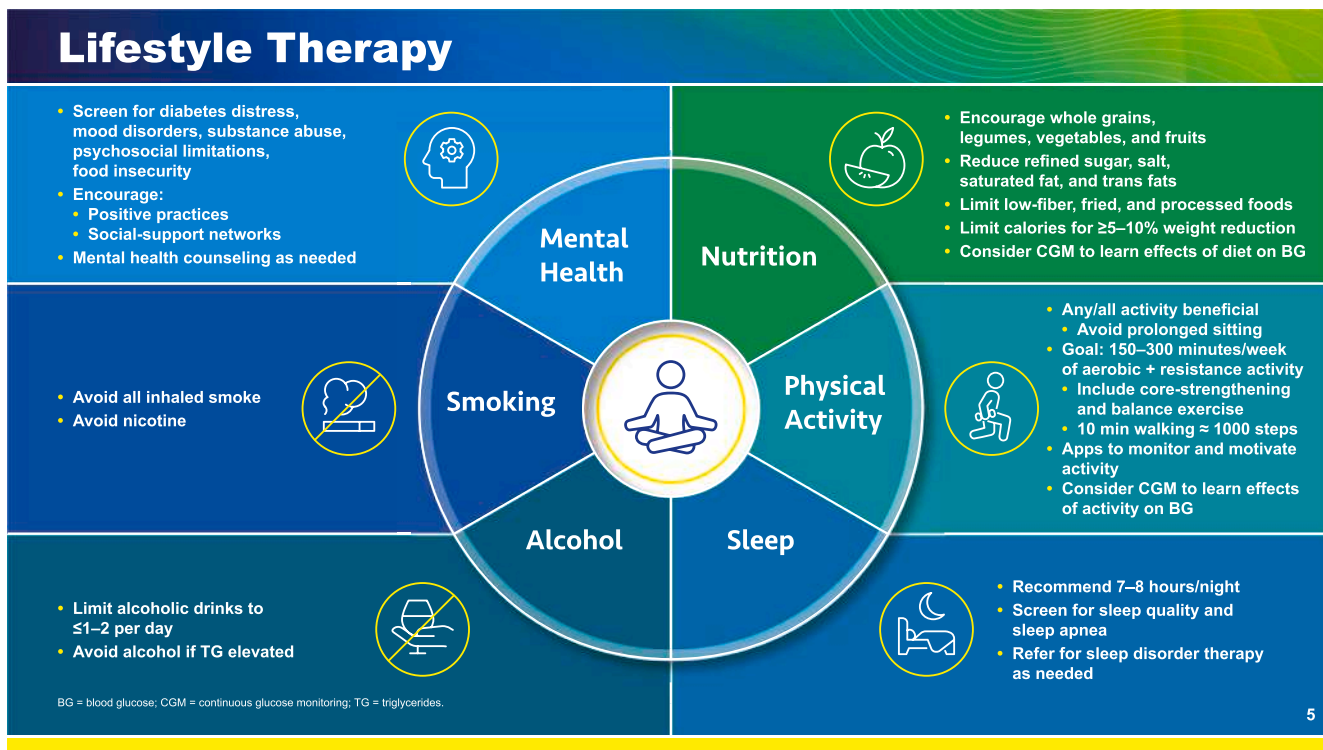 Lifestyle Therapy
• Screen for diabetes distress,
mood disorders, substance abuse,
psychosocial limitations,
food insecurity
• Encourage:
• Positive practices
• Social-support networks
• Mental health counseling as needed
• Encourage whole grains,
legumes, vegetables, and fruits
• Reduce refined sugar, salt,
saturated fat, and trans fats
• Limit low-fiber, fried, and processed foods
• Limit calories for ≥5–10% weight reduction
• Consider CGM to learn effects of diet on BG
Mental
Health
Nutrition
• Avoid all inhaled smoke
• Avoid nicotine
Smoking
Physical
Activity
• Any/all activity beneficial
• Avoid prolonged sitting
• Goal: 150–300 minutes/week
of aerobic + resistance activity
• Include core-strengthening
and balance exercise
• 10 min walking ≈ 1000 steps
• Apps to monitor and motivate
activity
• Consider CGM to learn effects
of activity on BG
Alcohol
Sleep
• Limit alcoholic drinks to
≤1–2 per day
• Avoid alcohol if TG elevated
• Recommend 7–8 hours/night
• Screen for sleep quality and
sleep apnea
• Refer for sleep disorder therapy
as needed
BG = blood glucose; CGM = continuous glucose monitoring; TG = triglycerides.
5